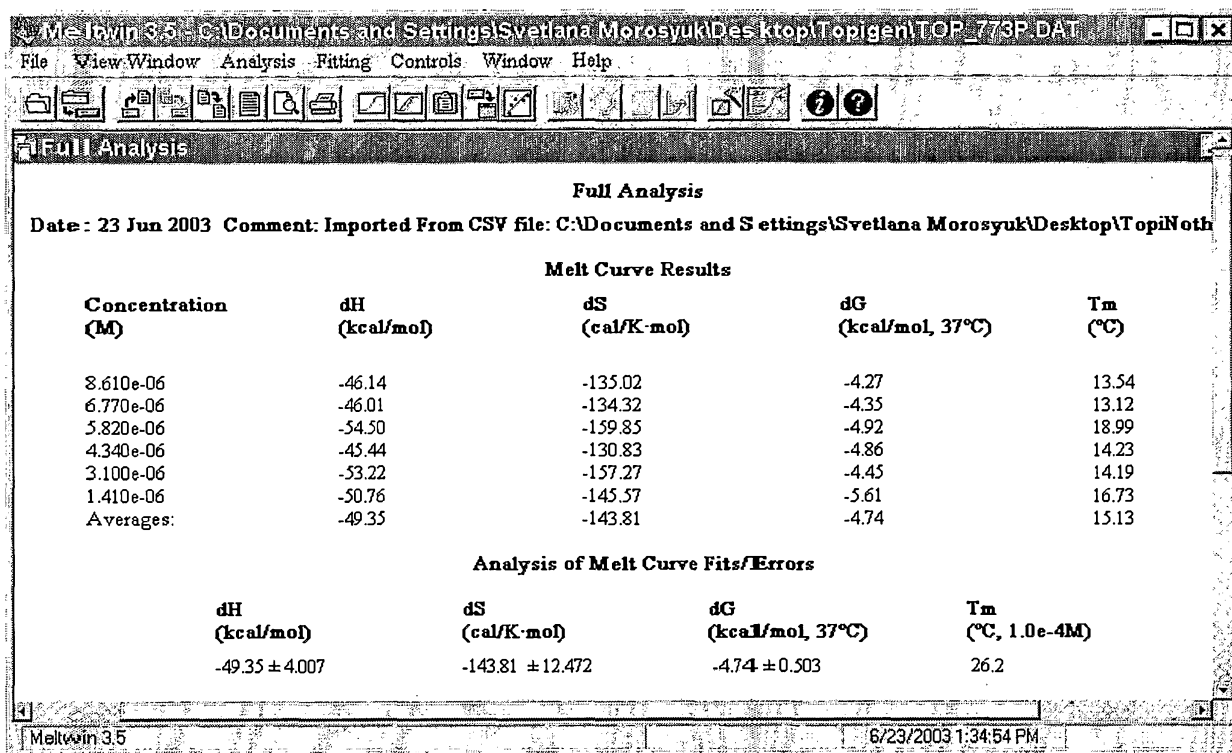 Meltwin 3.5 - C:\Documents and Settings\Svetlana Morosyuk\Desktop\Topigen\TOP_773P.DAT
File View Window Analysis Fitting Controls Window Help
Full Analysis
Full Analysis
Date: 23 Jun 2003 Comment: Imported From CSV file: C:\Documents and Settings\Svetlana Morosyuk\Desktop\TopiNoth
Melt Curve Results
Concentration (M) dH (kcal/mol) dS (cal/K·mol) dG (kcal/mol, 37°C) Tm (°C)
8.610e-06 -46.14 -135.02 -4.27 13.54
6.770e-06 -46.01 -134.32 -4.35 13.12
5.820e-06 -54.50 -159.85 -4.92 18.99
4.340e-06 -45.44 -130.83 -4.86 14.23
3.100e-06 -53.22 -157.27 -4.45 14.19
1.410e-06 -50.76 -145.57 -5.61 16.73
Averages: -49.35 -143.81 -4.74 15.13
Analysis of Melt Curve Fits/Errors
dH dS dG Tm
(kcal/mol) (cal/K·mol) (kcal/mol, 37°C) (°C, 1.0e-4M)
-49.35 ± 4.007 -143.81 ± 12.472 -4.74 ± 0.503 26.2
Meltwin 3.5 6/23/2003 1:34:54 PM